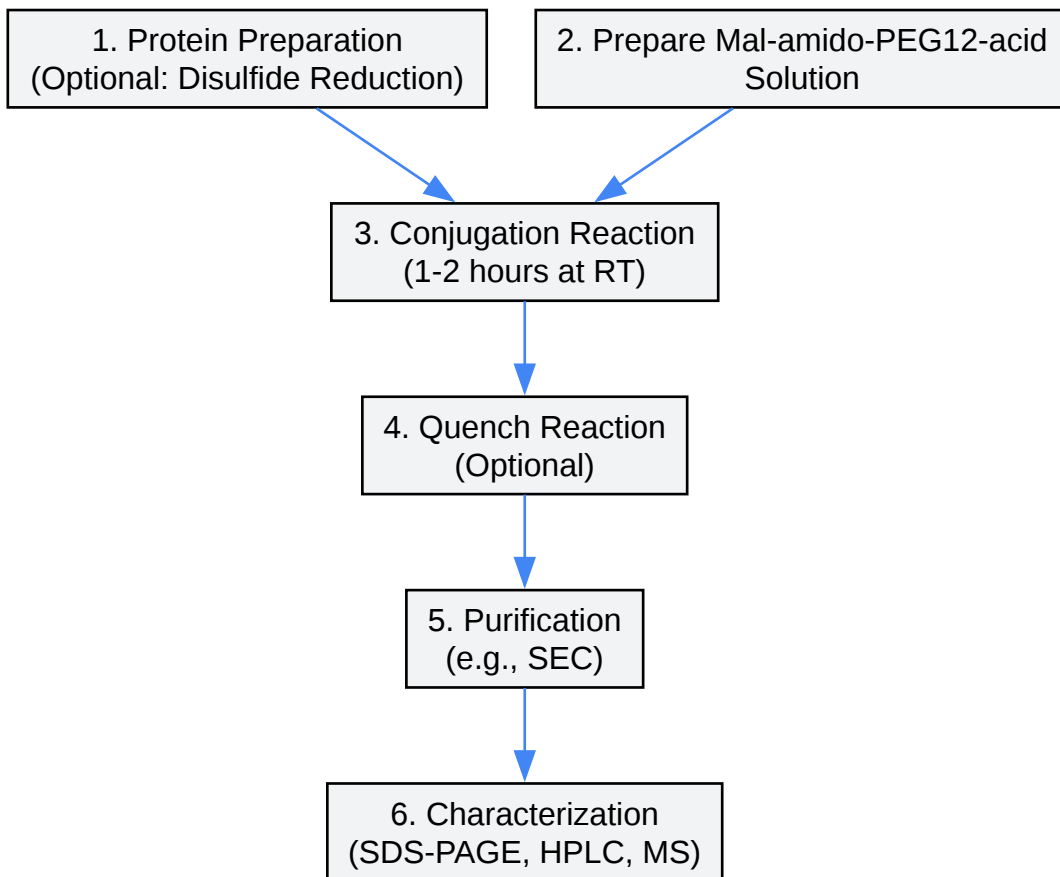 1. Protein Preparation
(Optional: Disulfide Reduction)
2. Prepare Mal-amido-PEG12-acid
Solution
3. Conjugation Reaction
(1-2 hours at RT)
4. Quench Reaction
(Optional)
5. Purification
(e.g., SEC)
6. Characterization
(SDS-PAGE, HPLC, MS)